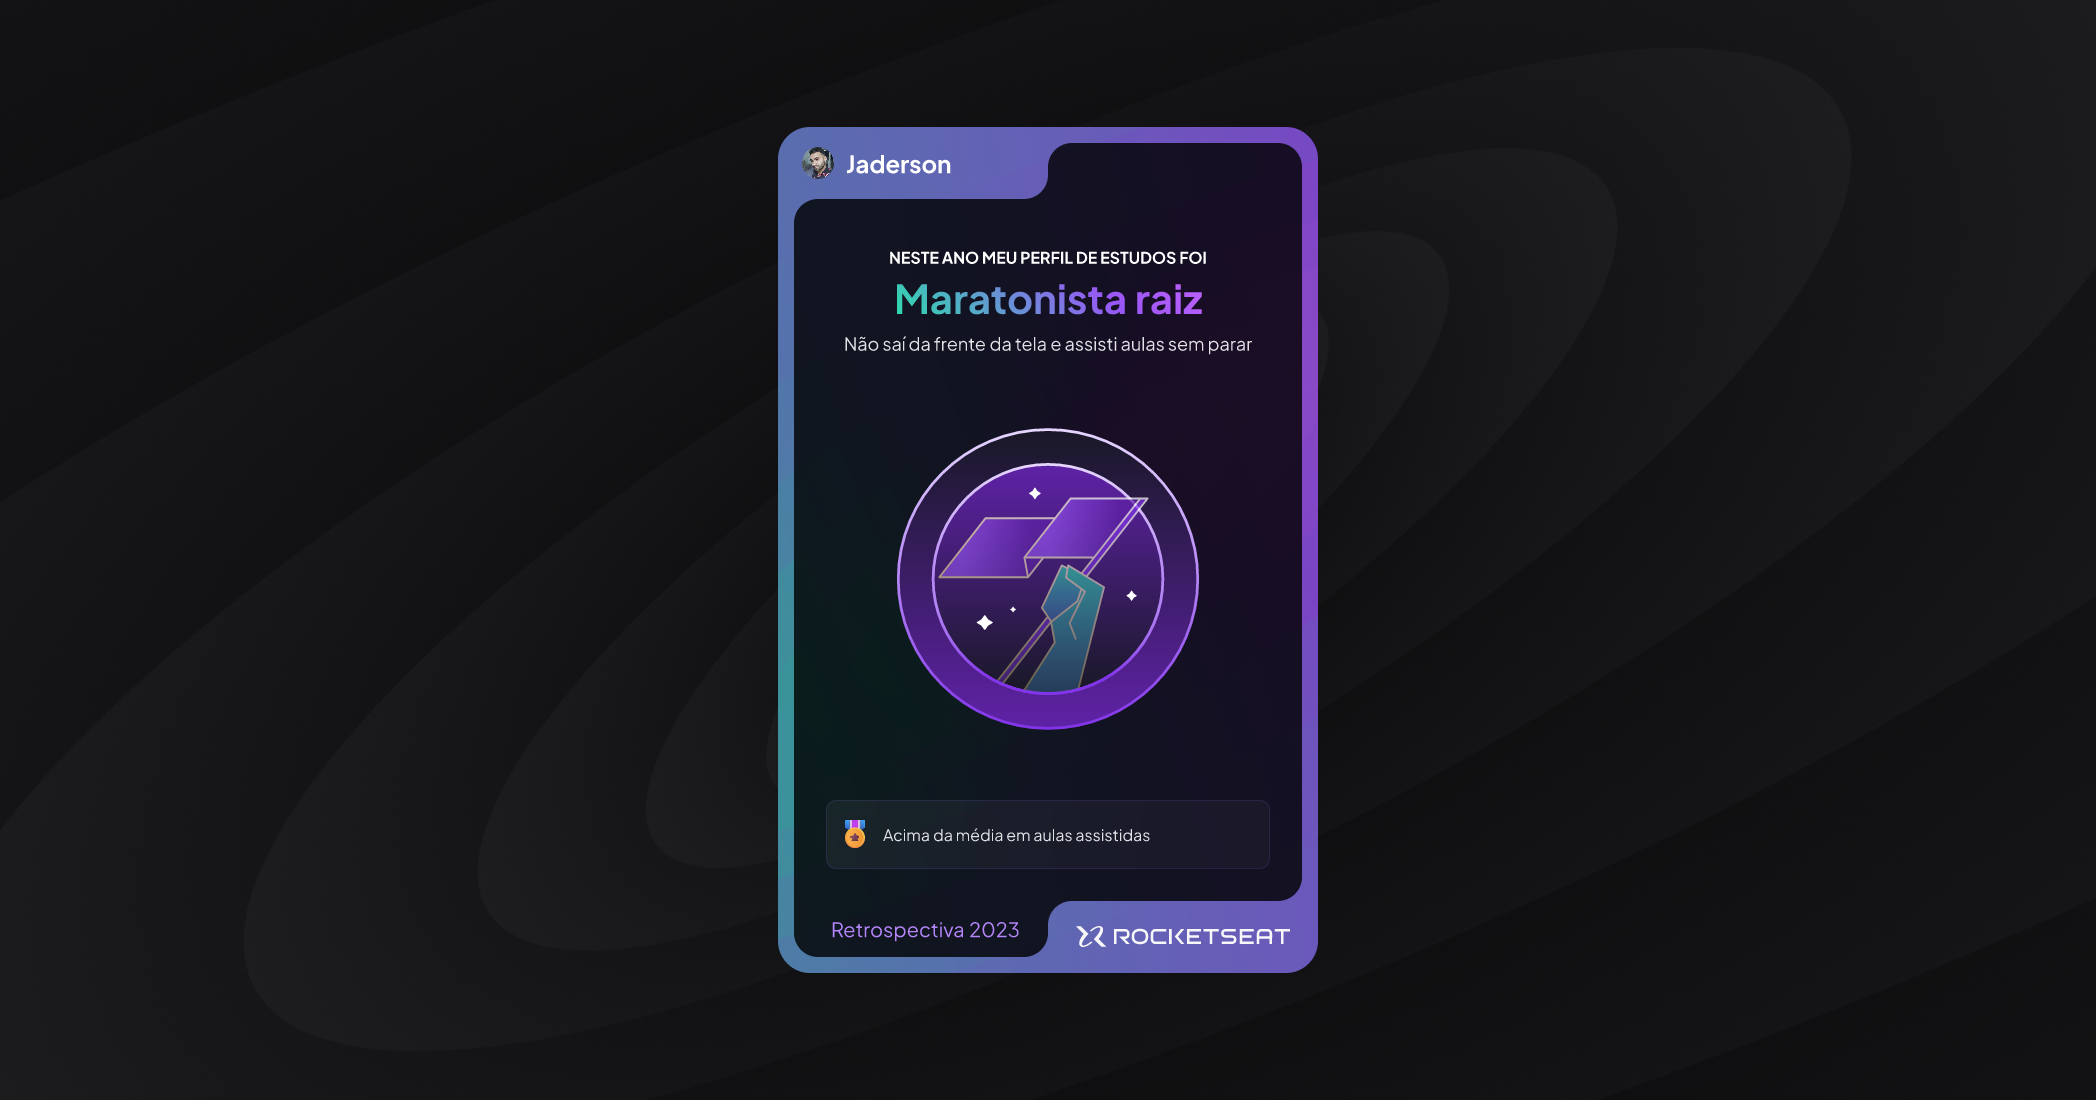 Jaderson
NESTE ANO MEU PERFIL DE ESTUDOS FOI
Maratonista raiz
Não saí da frente da tela e assisti aulas sem parar
Acima da média em aulas assistidas
Retrospectiva 2023
ROCKETSEAT